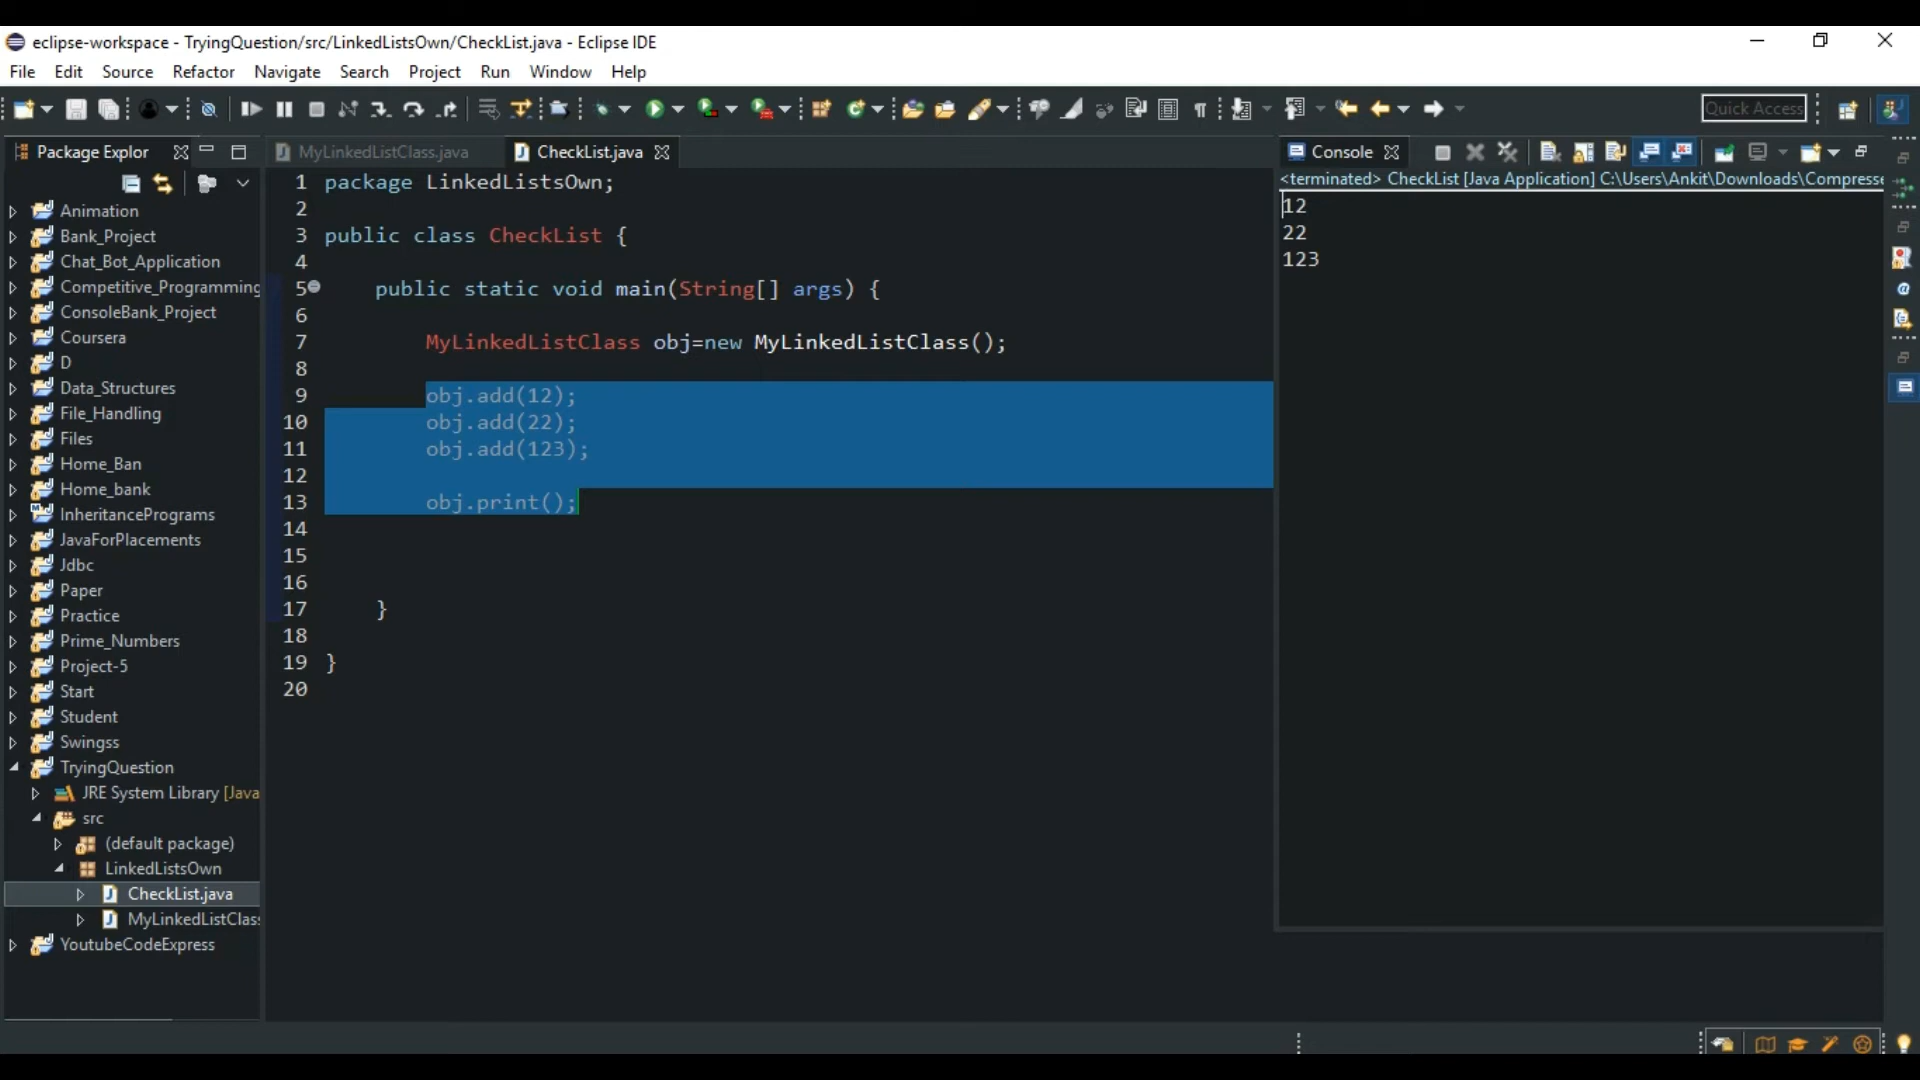 eclipse-workspace - TryingQuestion/src/LinkedListsOwn/CheckList.java - Eclipse IDE
File Edit Source Refactor Navigate Search Project Run Window Help
Quick Access
Package Explor
MyLinkedListClass.java
CheckList.java
Console
<terminated> CheckList [Java Application] C:\Users\Ankit\Downloads\Compresse
12
22
123
Animation
Bank_Project
Chat_Bot_Application
Competitive_Programming
ConsoleBank_Project
Coursera
D
Data_Structures
File_Handling
Files
Home_Ban
Home_bank
InheritancePrograms
JavaForPlacements
Jdbc
Paper
Practice
Prime_Numbers
Project-5
Start
Student
Swingss
TryingQuestion
JRE System Library [Java
src
(default package)
LinkedListsOwn
CheckList.java
MyLinkedListClas
YoutubeCodeExpress
1 package LinkedListsOwn;
2
3 public class CheckList {
4
5 public static void main(String[] args) {
6
7 MyLinkedListClass obj=new MyLinkedListClass();
8
9 obj.add(12);
10 obj.add(22);
11 obj.add(123);
12
13 obj.print();
14
15
16
17 }
18
19 }
20